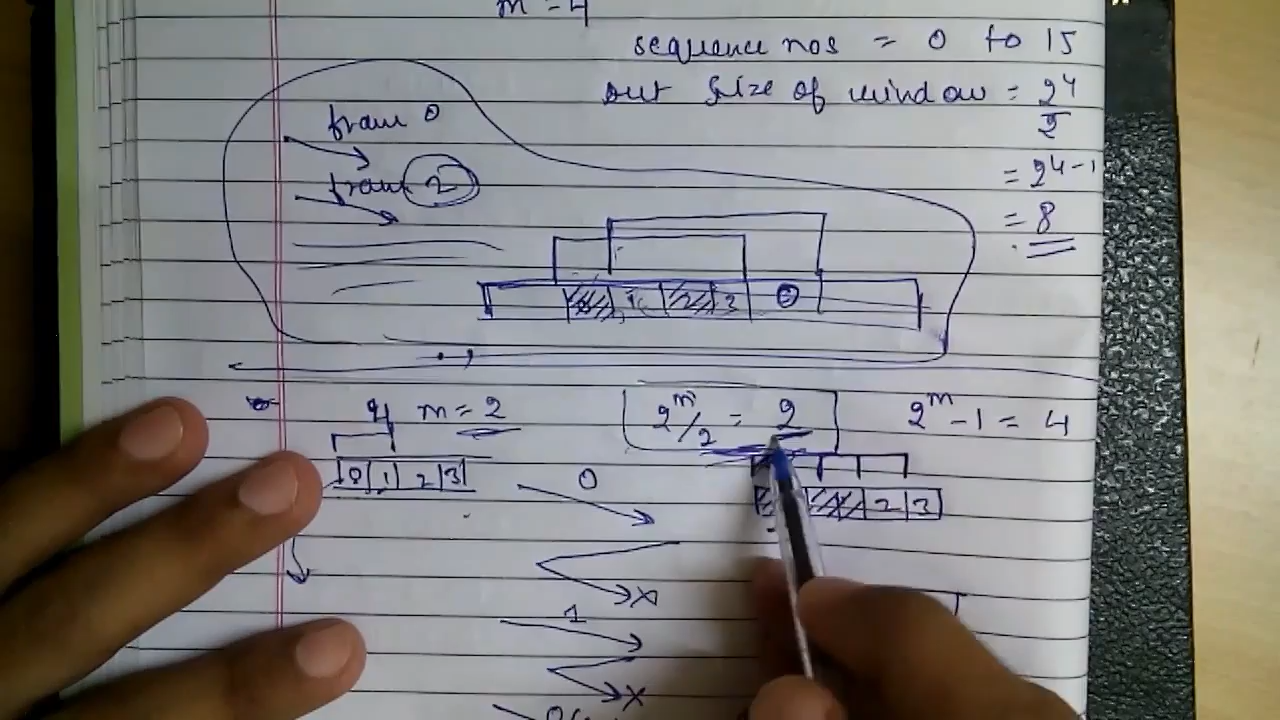 m = 4
sequence nos = 0 to 15
but size of window = 2^4 / 2
= 2^4-1
= 8
frame 0
frame 2
1 2 3 0
m = 2
2^m/2 = 2
2^m - 1 = 4
0 1 2 3
0
2 3
x
1
x